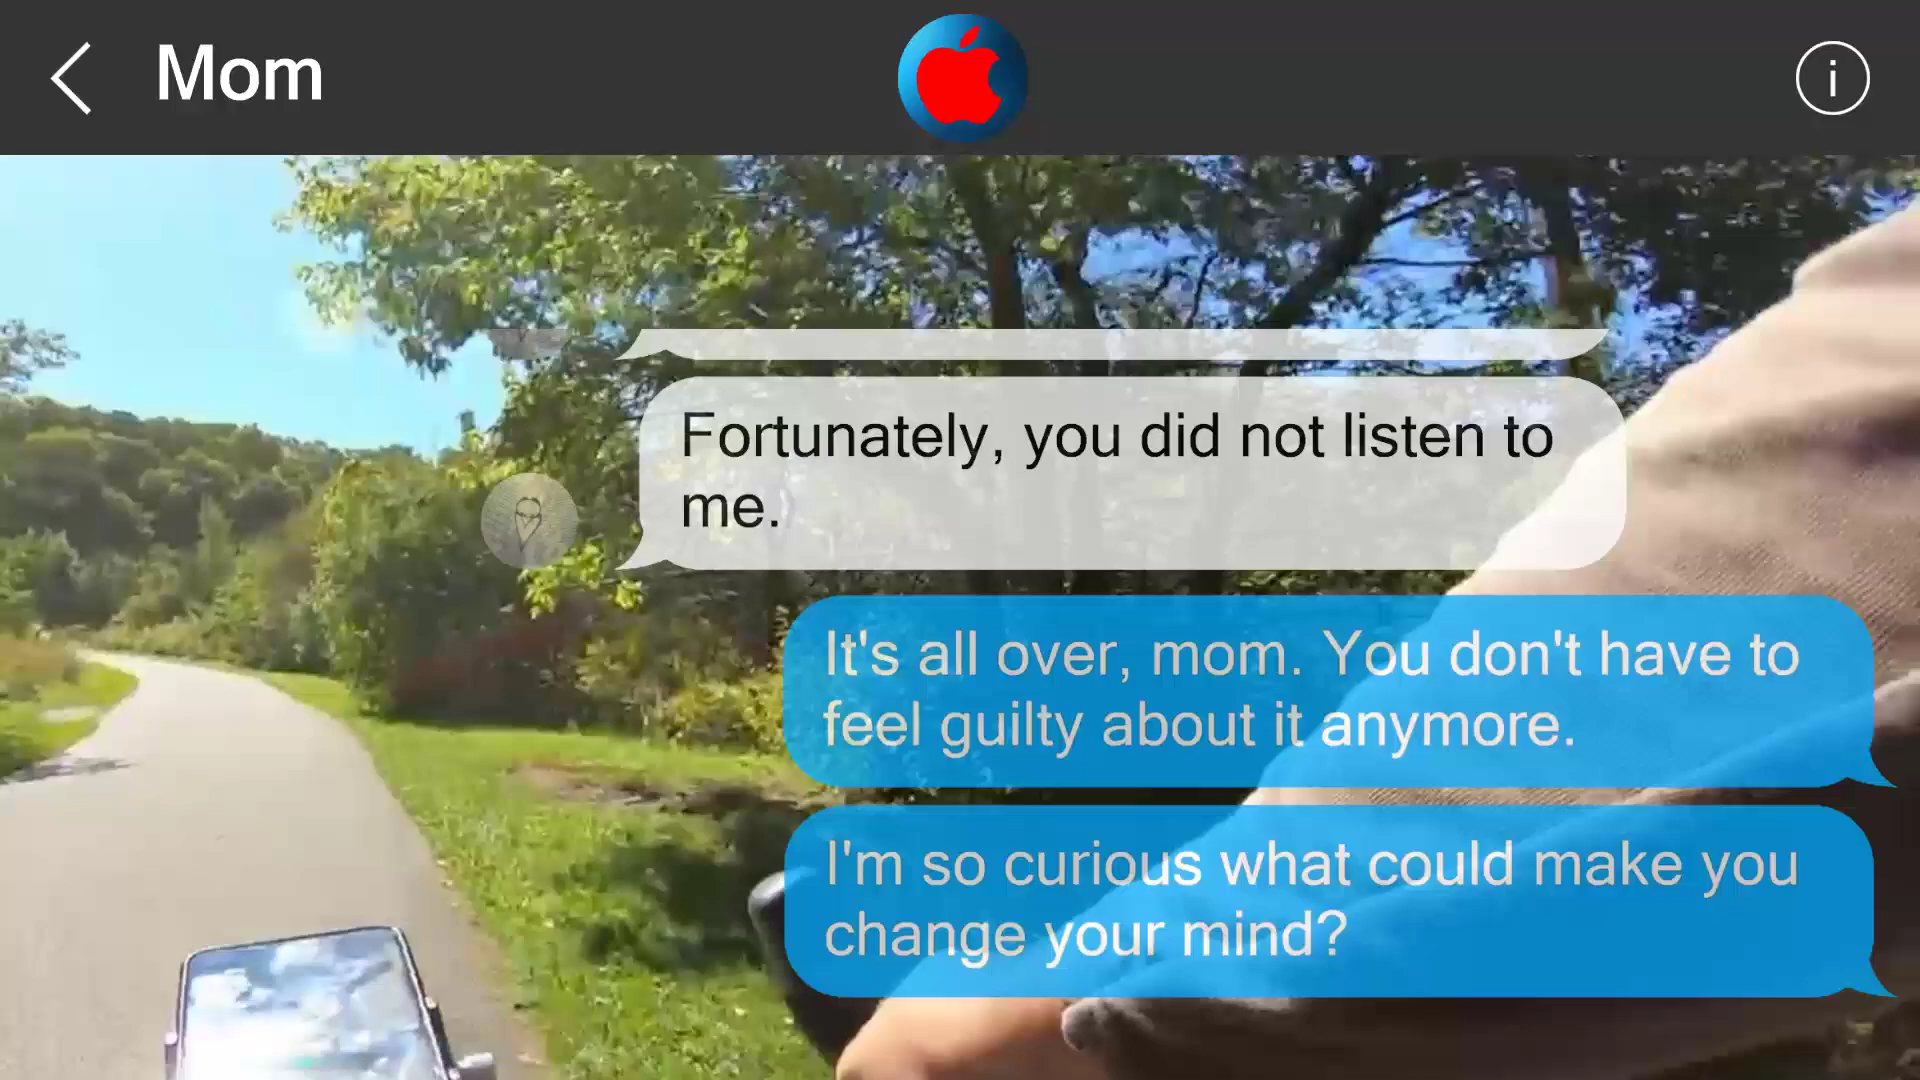 Mom
Fortunately, you did not listen to
me.
It's all over, mom. You don't have to
feel guilty about it anymore.
I'm so curious what could make you
change your mind?